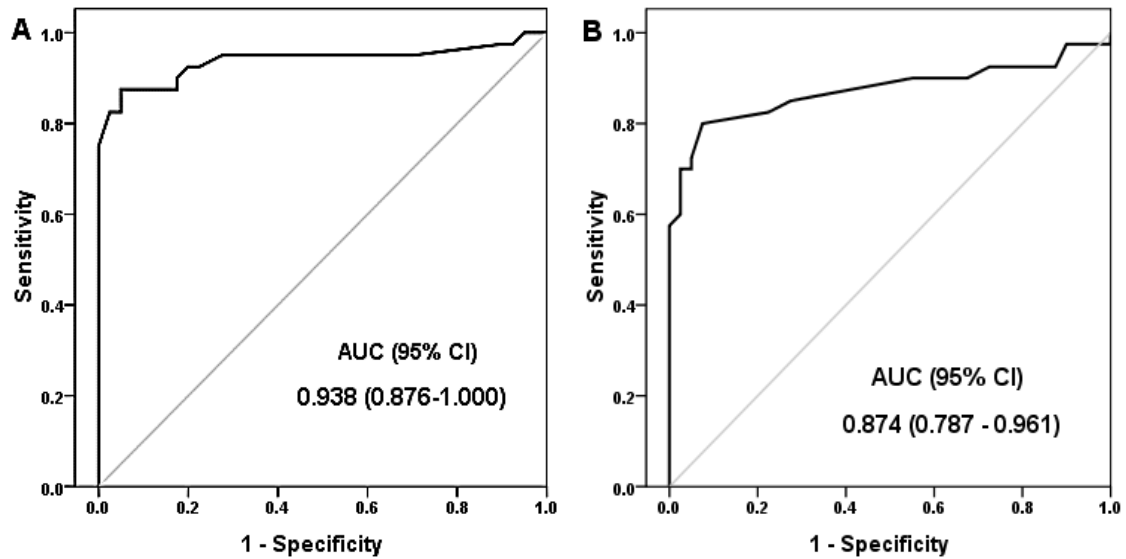 A
1.0
0.8
0.6
0.4
0.2
0.0
Sensitivity
AUC (95% CI)
0.938 (0.876-1.000)
0.0 0.2 0.4 0.6 0.8 1.0
1 - Specificity
B
1.0
0.8
0.6
0.4
0.2
0.0
Sensitivity
AUC (95% CI)
0.874 (0.787 - 0.961)
0.0 0.2 0.4 0.6 0.8 1.0
1 - Specificity